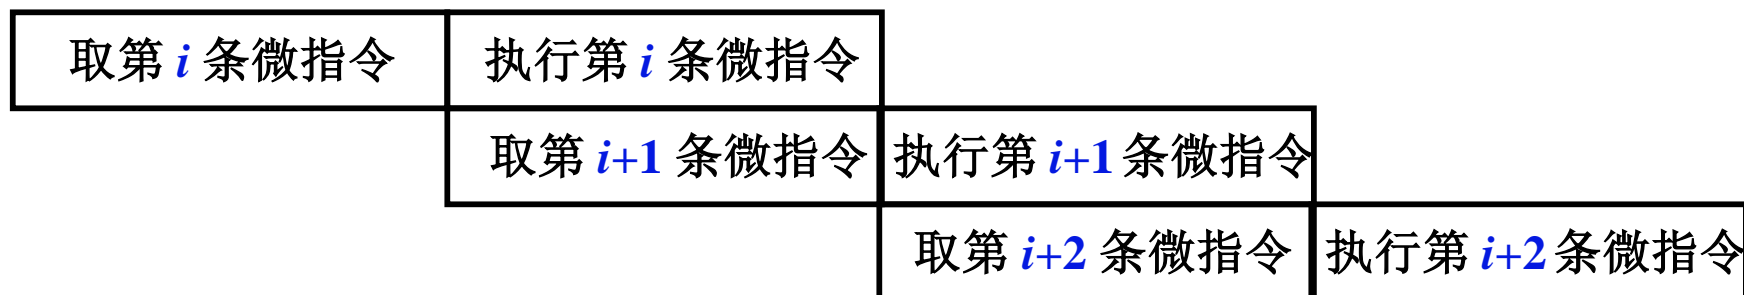 取第 i 条微指令 执行第 i 条微指令
取第 i+1 条微指令 执行第 i+1 条微指令
取第 i+2 条微指令 执行第 i+2 条微指令